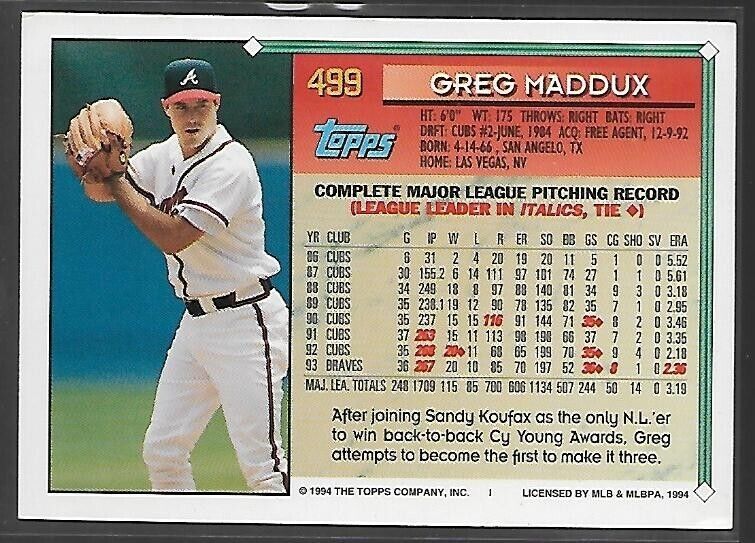 499
GREG MADDUX
Topps®
HT: 6'0" WT: 175 THROWS: RIGHT BATS: RIGHT
DRFT: CUBS #2-JUNE, 1984 ACQ: FREE AGENT, 12-9-92
BORN: 4-14-66, SAN ANGELO, TX
HOME: LAS VEGAS, NV
COMPLETE MAJOR LEAGUE PITCHING RECORD
(LEAGUE LEADER IN ITALICS, TIE ♦)
YR CLUB G IP W L R ER SO BB GS CG SHO SV ERA
86 CUBS 6 31 2 4 20 19 20 11 5 1 0 0 5.52
87 CUBS 30 155.2 6 14 111 97 101 74 27 1 1 0 5.61
88 CUBS 34 249 18 8 97 88 140 81 34 9 3 0 3.18
89 CUBS 35 238.1 19 12 90 78 135 82 35 7 1 0 2.95
90 CUBS 35 237 15 15 116 91 144 71 35♦ 8 2 0 3.46
91 CUBS 37 263 15 11 113 98 198 66 37 7 2 0 3.35
92 CUBS 35 268 20♦ 11 68 65 199 70 35♦ 9 4 0 2.18
93 BRAVES 36 267 20 10 85 70 197 52 36♦ 8 1 0 2.36
MAJ. LEA. TOTALS 248 1709 115 85 700 606 1134 507 244 50 14 0 3.19
After joining Sandy Koufax as the only N.L.'er
to win back-to-back Cy Young Awards, Greg
attempts to become the first to make it three.
© 1994 THE TOPPS COMPANY, INC. I LICENSED BY MLB & MLBPA, 1994